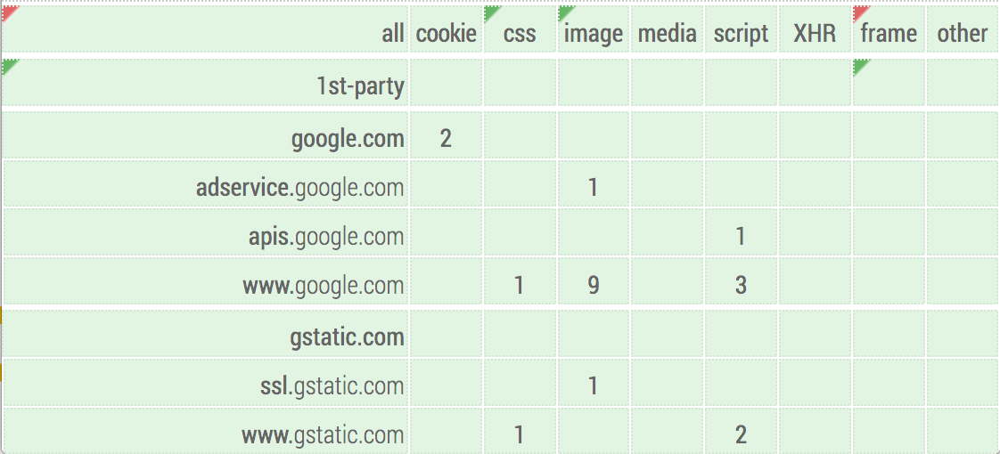 all cookie css image media script XHR frame other
1st-party
google.com 2
adservice.google.com 1
apis.google.com 1
www.google.com 1 9 3
gstatic.com
ssl.gstatic.com 1
www.gstatic.com 1 2